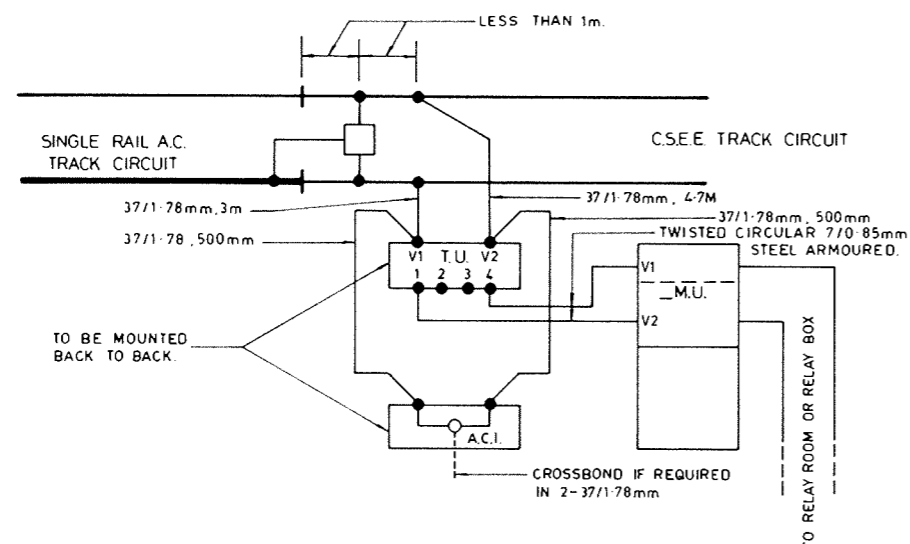 LESS THAN 1m.
SINGLE RAIL A.C.
TRACK CIRCUIT
C.S.E.E. TRACK CIRCUIT
37/1·78mm, 3m
37/1·78mm, 4·7M
37/1·78, 500mm
37/1·78mm, 500mm
TWISTED CIRCULAR 7/0·85mm
STEEL ARMOURED.
V1 T.U. V2
1 2 3 4
V1
M.U.
V2
TO BE MOUNTED
BACK TO BACK.
A.C.I.
CROSSBOND IF REQUIRED
IN 2-37/1·78mm
TO RELAY ROOM OR RELAY BOX